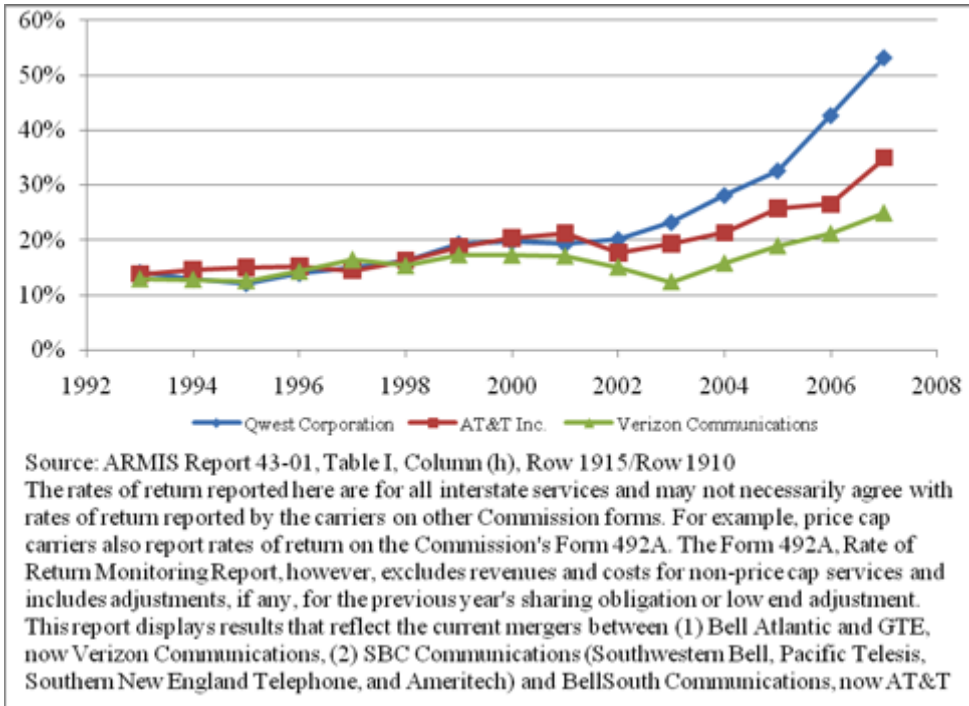 60%
50%
40%
30%
20%
10%
0%
1992 1994 1996 1998 2000 2002 2004 2006 2008
Qwest Corporation AT&T Inc. Verizon Communications
Source: ARMIS Report 43-01, Table I, Column (h), Row 1915/Row 1910
The rates of return reported here are for all interstate services and may not necessarily agree with
rates of return reported by the carriers on other Commission forms. For example, price cap
carriers also report rates of return on the Commission's Form 492A. The Form 492A, Rate of
Return Monitoring Report, however, excludes revenues and costs for non-price cap services and
includes adjustments, if any, for the previous year's sharing obligation or low end adjustment.
This report displays results that reflect the current mergers between (1) Bell Atlantic and GTE,
now Verizon Communications, (2) SBC Communications (Southwestern Bell, Pacific Telesis,
Southern New England Telephone, and Ameritech) and BellSouth Communications, now AT&T